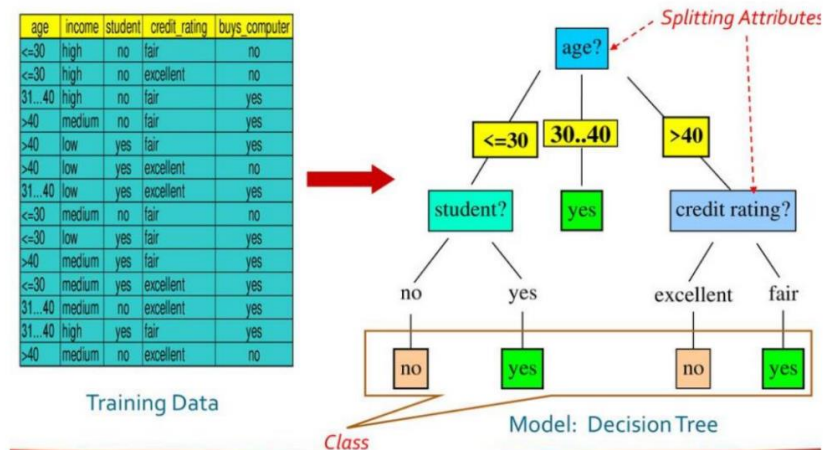 age income student credit_rating buys_computer
<=30 high no fair no
<=30 high no excellent no
31...40 high no fair yes
>40 medium no fair yes
>40 low yes fair yes
>40 low yes excellent no
31...40 low yes excellent yes
<=30 medium no fair no
<=30 low yes fair yes
>40 medium yes fair yes
<=30 medium yes excellent yes
31...40 medium no excellent yes
31...40 high yes fair yes
>40 medium no excellent no
Training Data
Splitting Attributes
age?
<=30 30..40 >40
student? yes credit rating?
no yes excellent fair
no yes no yes
Model: Decision Tree
Class